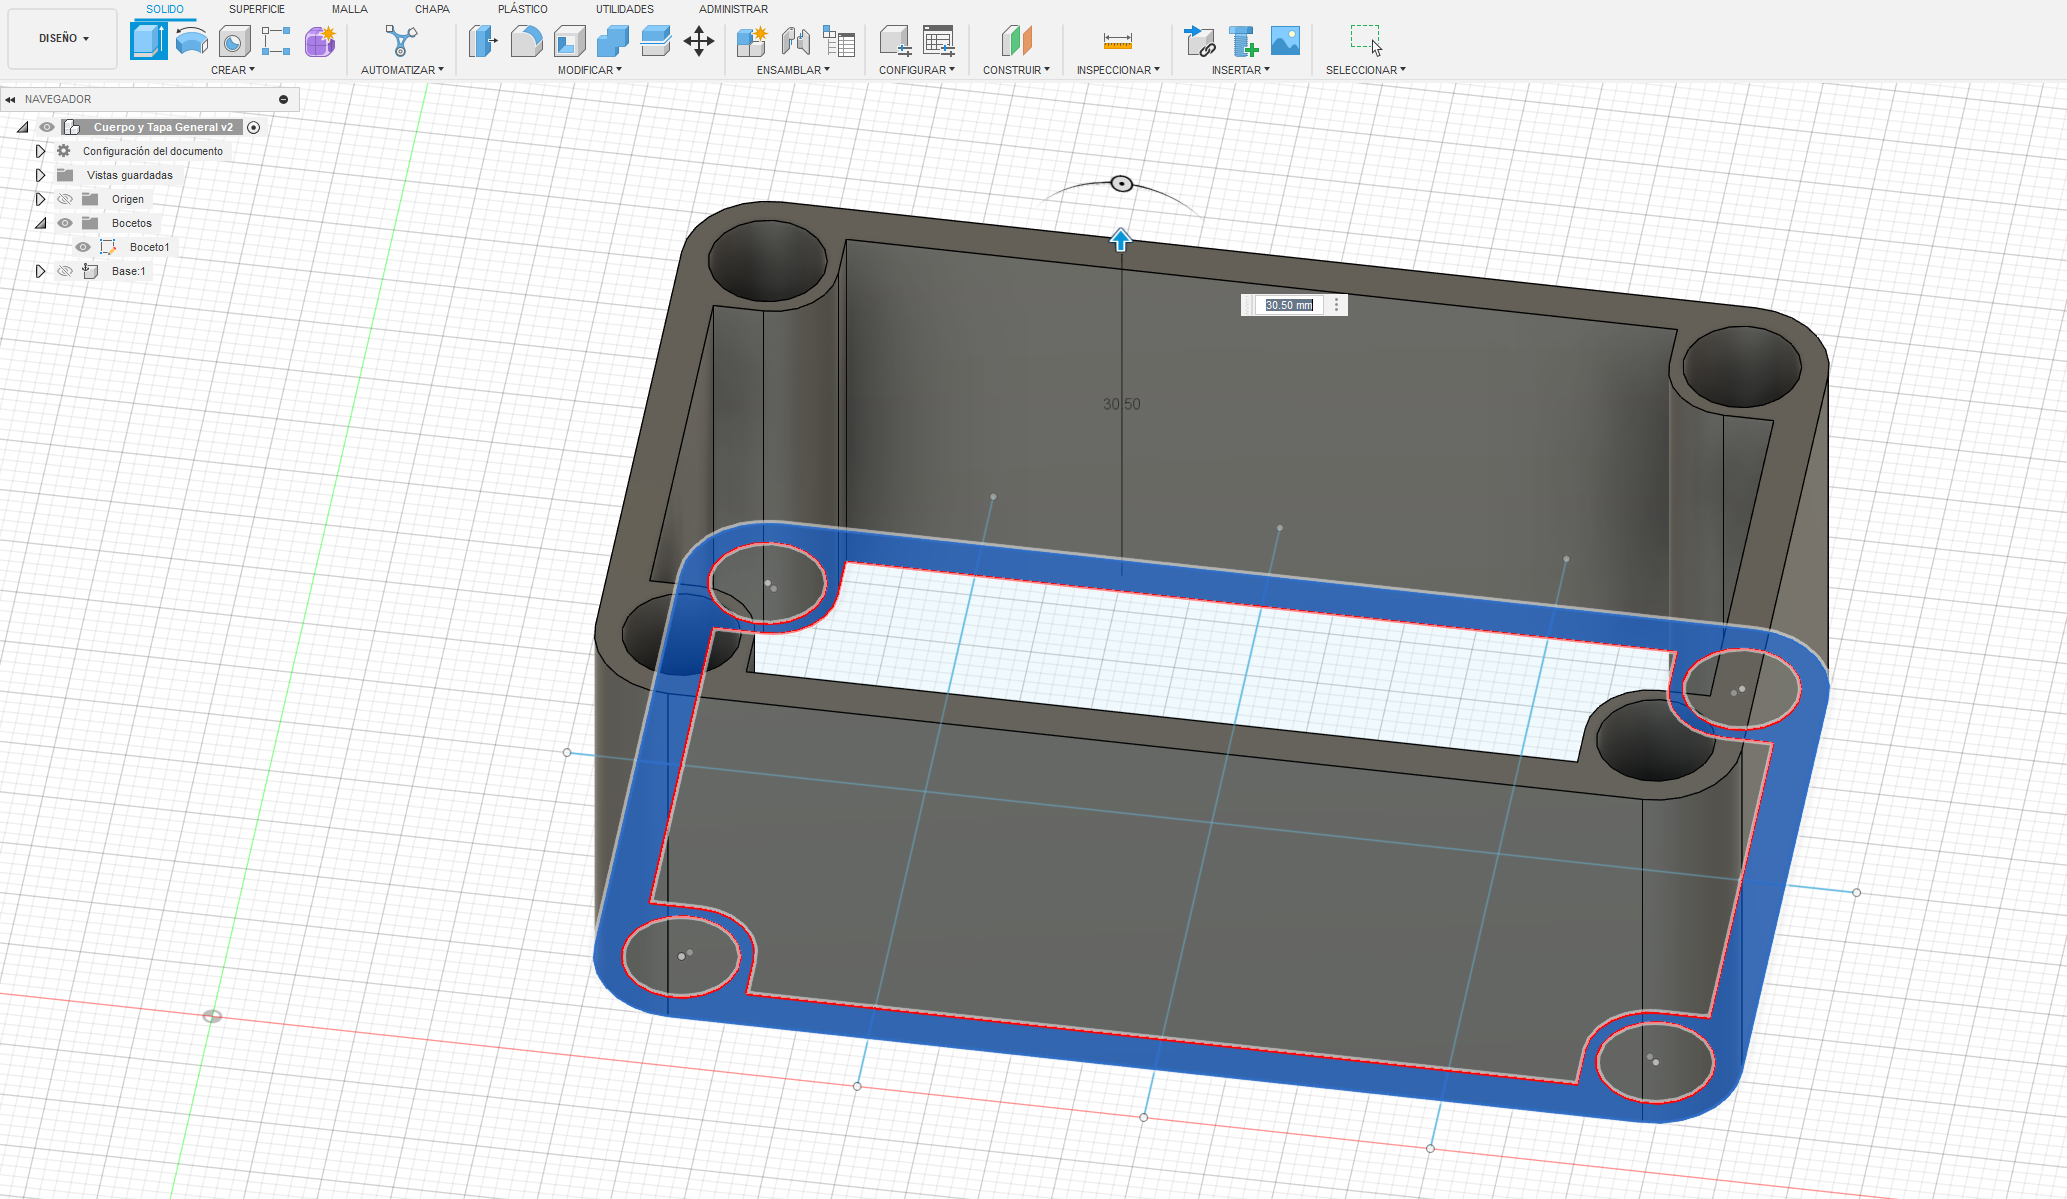 SOLIDO SUPERFICIE MALLA CHAPA PLÁSTICO UTILIDADES ADMINISTRAR
DISEÑO
CREAR AUTOMATIZAR MODIFICAR ENSAMBLAR CONFIGURAR CONSTRUIR INSPECCIONAR INSERTAR SELECCIONAR
NAVEGADOR
Cuerpo y Tapa General v2
Configuración del documento
Vistas guardadas
Origen
Bocetos
Boceto1
Base:1
30.50 mm
30.50